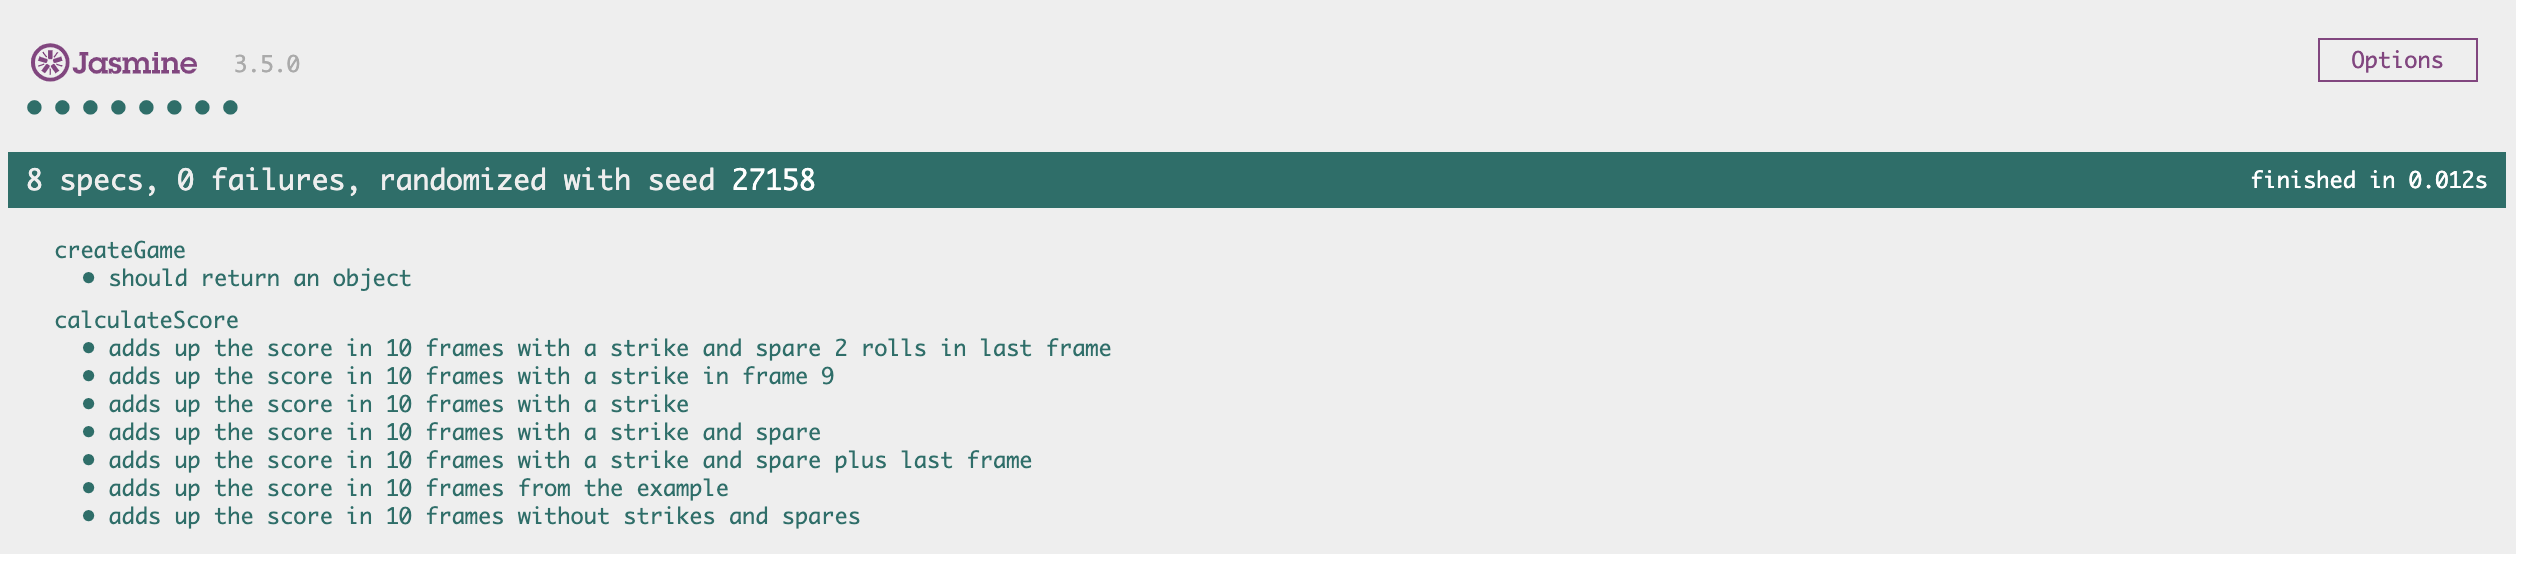 Jasmine 3.5.0
Options
8 specs, 0 failures, randomized with seed 27158
finished in 0.012s
createGame
• should return an object
calculateScore
• adds up the score in 10 frames with a strike and spare 2 rolls in last frame
• adds up the score in 10 frames with a strike in frame 9
• adds up the score in 10 frames with a strike
• adds up the score in 10 frames with a strike and spare
• adds up the score in 10 frames with a strike and spare plus last frame
• adds up the score in 10 frames from the example
• adds up the score in 10 frames without strikes and spares